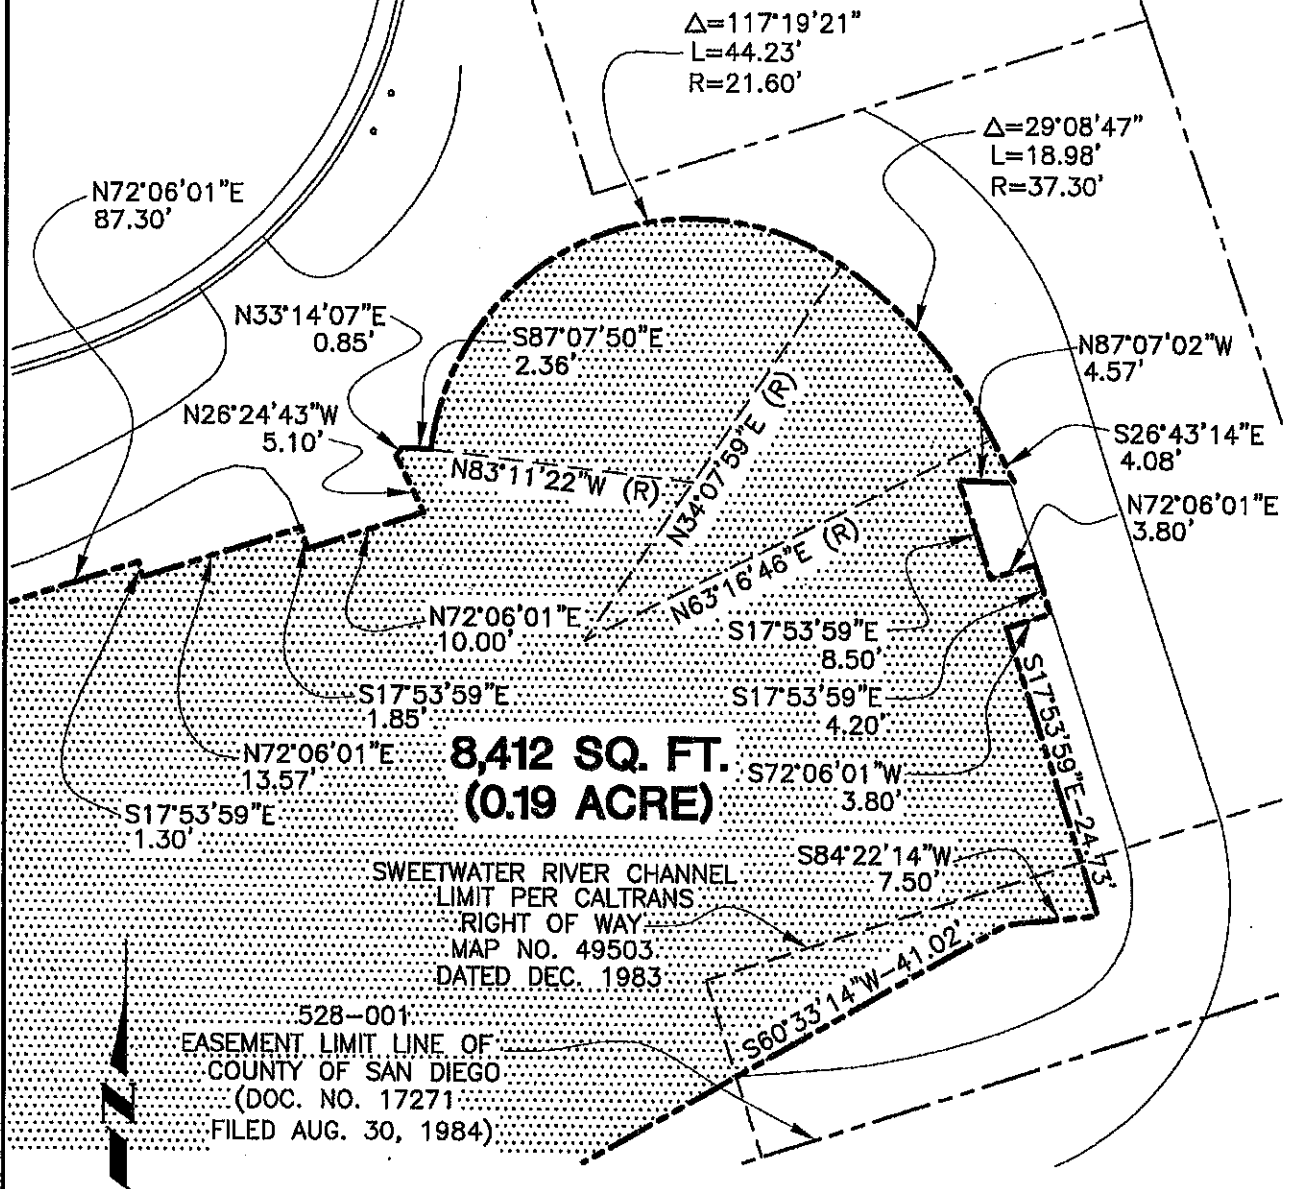 Δ=117°19'21"
L=44.23'
R=21.60'
Δ=29°08'47"
L=18.98'
R=37.30'
N72°06'01"E
87.30'
N33°14'07"E
0.85'
S87°07'50"E
2.36'
N87°07'02"W
4.57'
N26°24'43"W
5.10'
S26°43'14"E
4.08'
N83°11'22"W (R)
N34°07'59"E (R)
N63°16'46"E (R)
N72°06'01"E
3.80'
N72°06'01"E
10.00'
S17°53'59"E
8.50'
S17°53'59"E
1.85'
S17°53'59"E
4.20'
S17°53'59"E-24.73'
N72°06'01"E
13.57'
8,412 SQ. FT.
(0.19 ACRE)
S72°06'01"W
3.80'
S17°53'59"E
1.30'
S84°22'14"W
7.50'
SWEETWATER RIVER CHANNEL
LIMIT PER CALTRANS
RIGHT OF WAY
MAP NO. 49503
DATED DEC. 1983
S60°33'14"W-41.02'
528-001
EASEMENT LIMIT LINE OF
COUNTY OF SAN DIEGO
(DOC. NO. 17271
FILED AUG. 30, 1984)